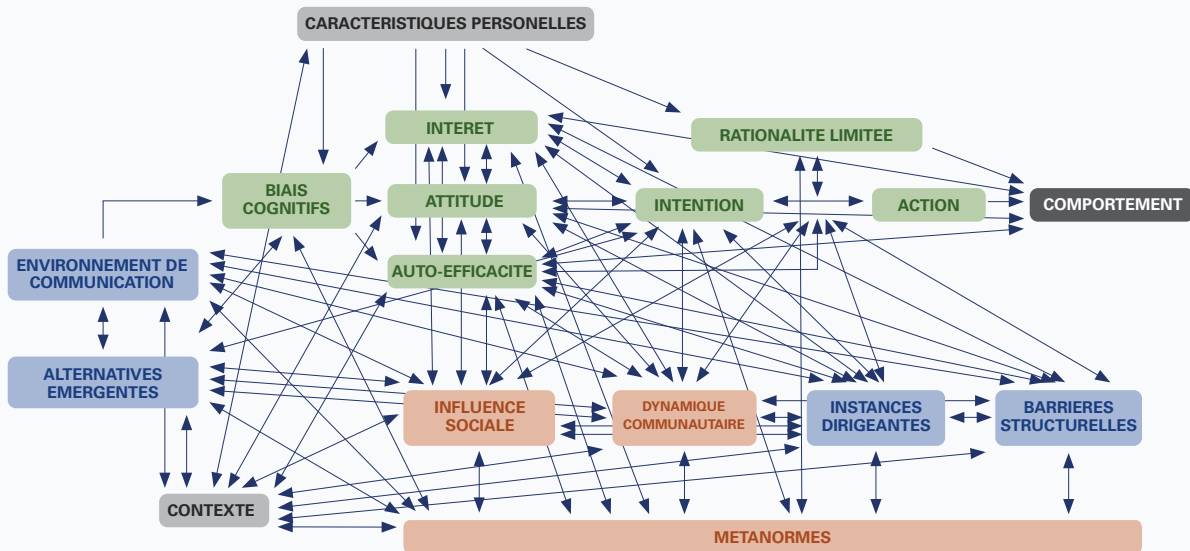 CARACTERISTIQUES PERSONELLES
INTERET
RATIONALITE LIMITEE
BIAIS
COGNITIFS
ATTITUDE
INTENTION
ACTION
COMPORTEMENT
ENVIRONNEMENT DE
COMMUNICATION
AUTO-EFFICACITE
ALTERNATIVES
EMERGENTES
INFLUENCE
SOCIALE
DYNAMIQUE
COMMUNAUTAIRE
INSTANCES
DIRIGEANTES
BARRIERES
STRUCTURELLES
CONTEXTE
METANORMES